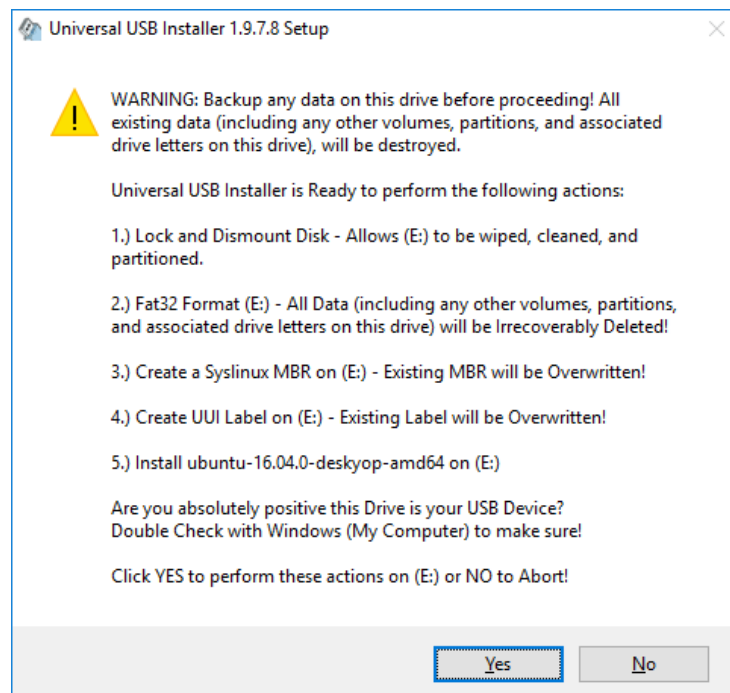 Universal USB Installer 1.9.7.8 Setup
WARNING: Backup any data on this drive before proceeding! All
existing data (including any other volumes, partitions, and associated
drive letters on this drive), will be destroyed.
Universal USB Installer is Ready to perform the following actions:
1.) Lock and Dismount Disk - Allows (E:) to be wiped, cleaned, and
partitioned.
2.) Fat32 Format (E:) - All Data (including any other volumes, partitions,
and associated drive letters on this drive) will be Irrecoverably Deleted!
3.) Create a Syslinux MBR on (E:) - Existing MBR will be Overwritten!
4.) Create UUI Label on (E:) - Existing Label will be Overwritten!
5.) Install ubuntu-16.04.0-deskyop-amd64 on (E:)
Are you absolutely positive this Drive is your USB Device?
Double Check with Windows (My Computer) to make sure!
Click YES to perform these actions on (E:) or NO to Abort!
Yes No